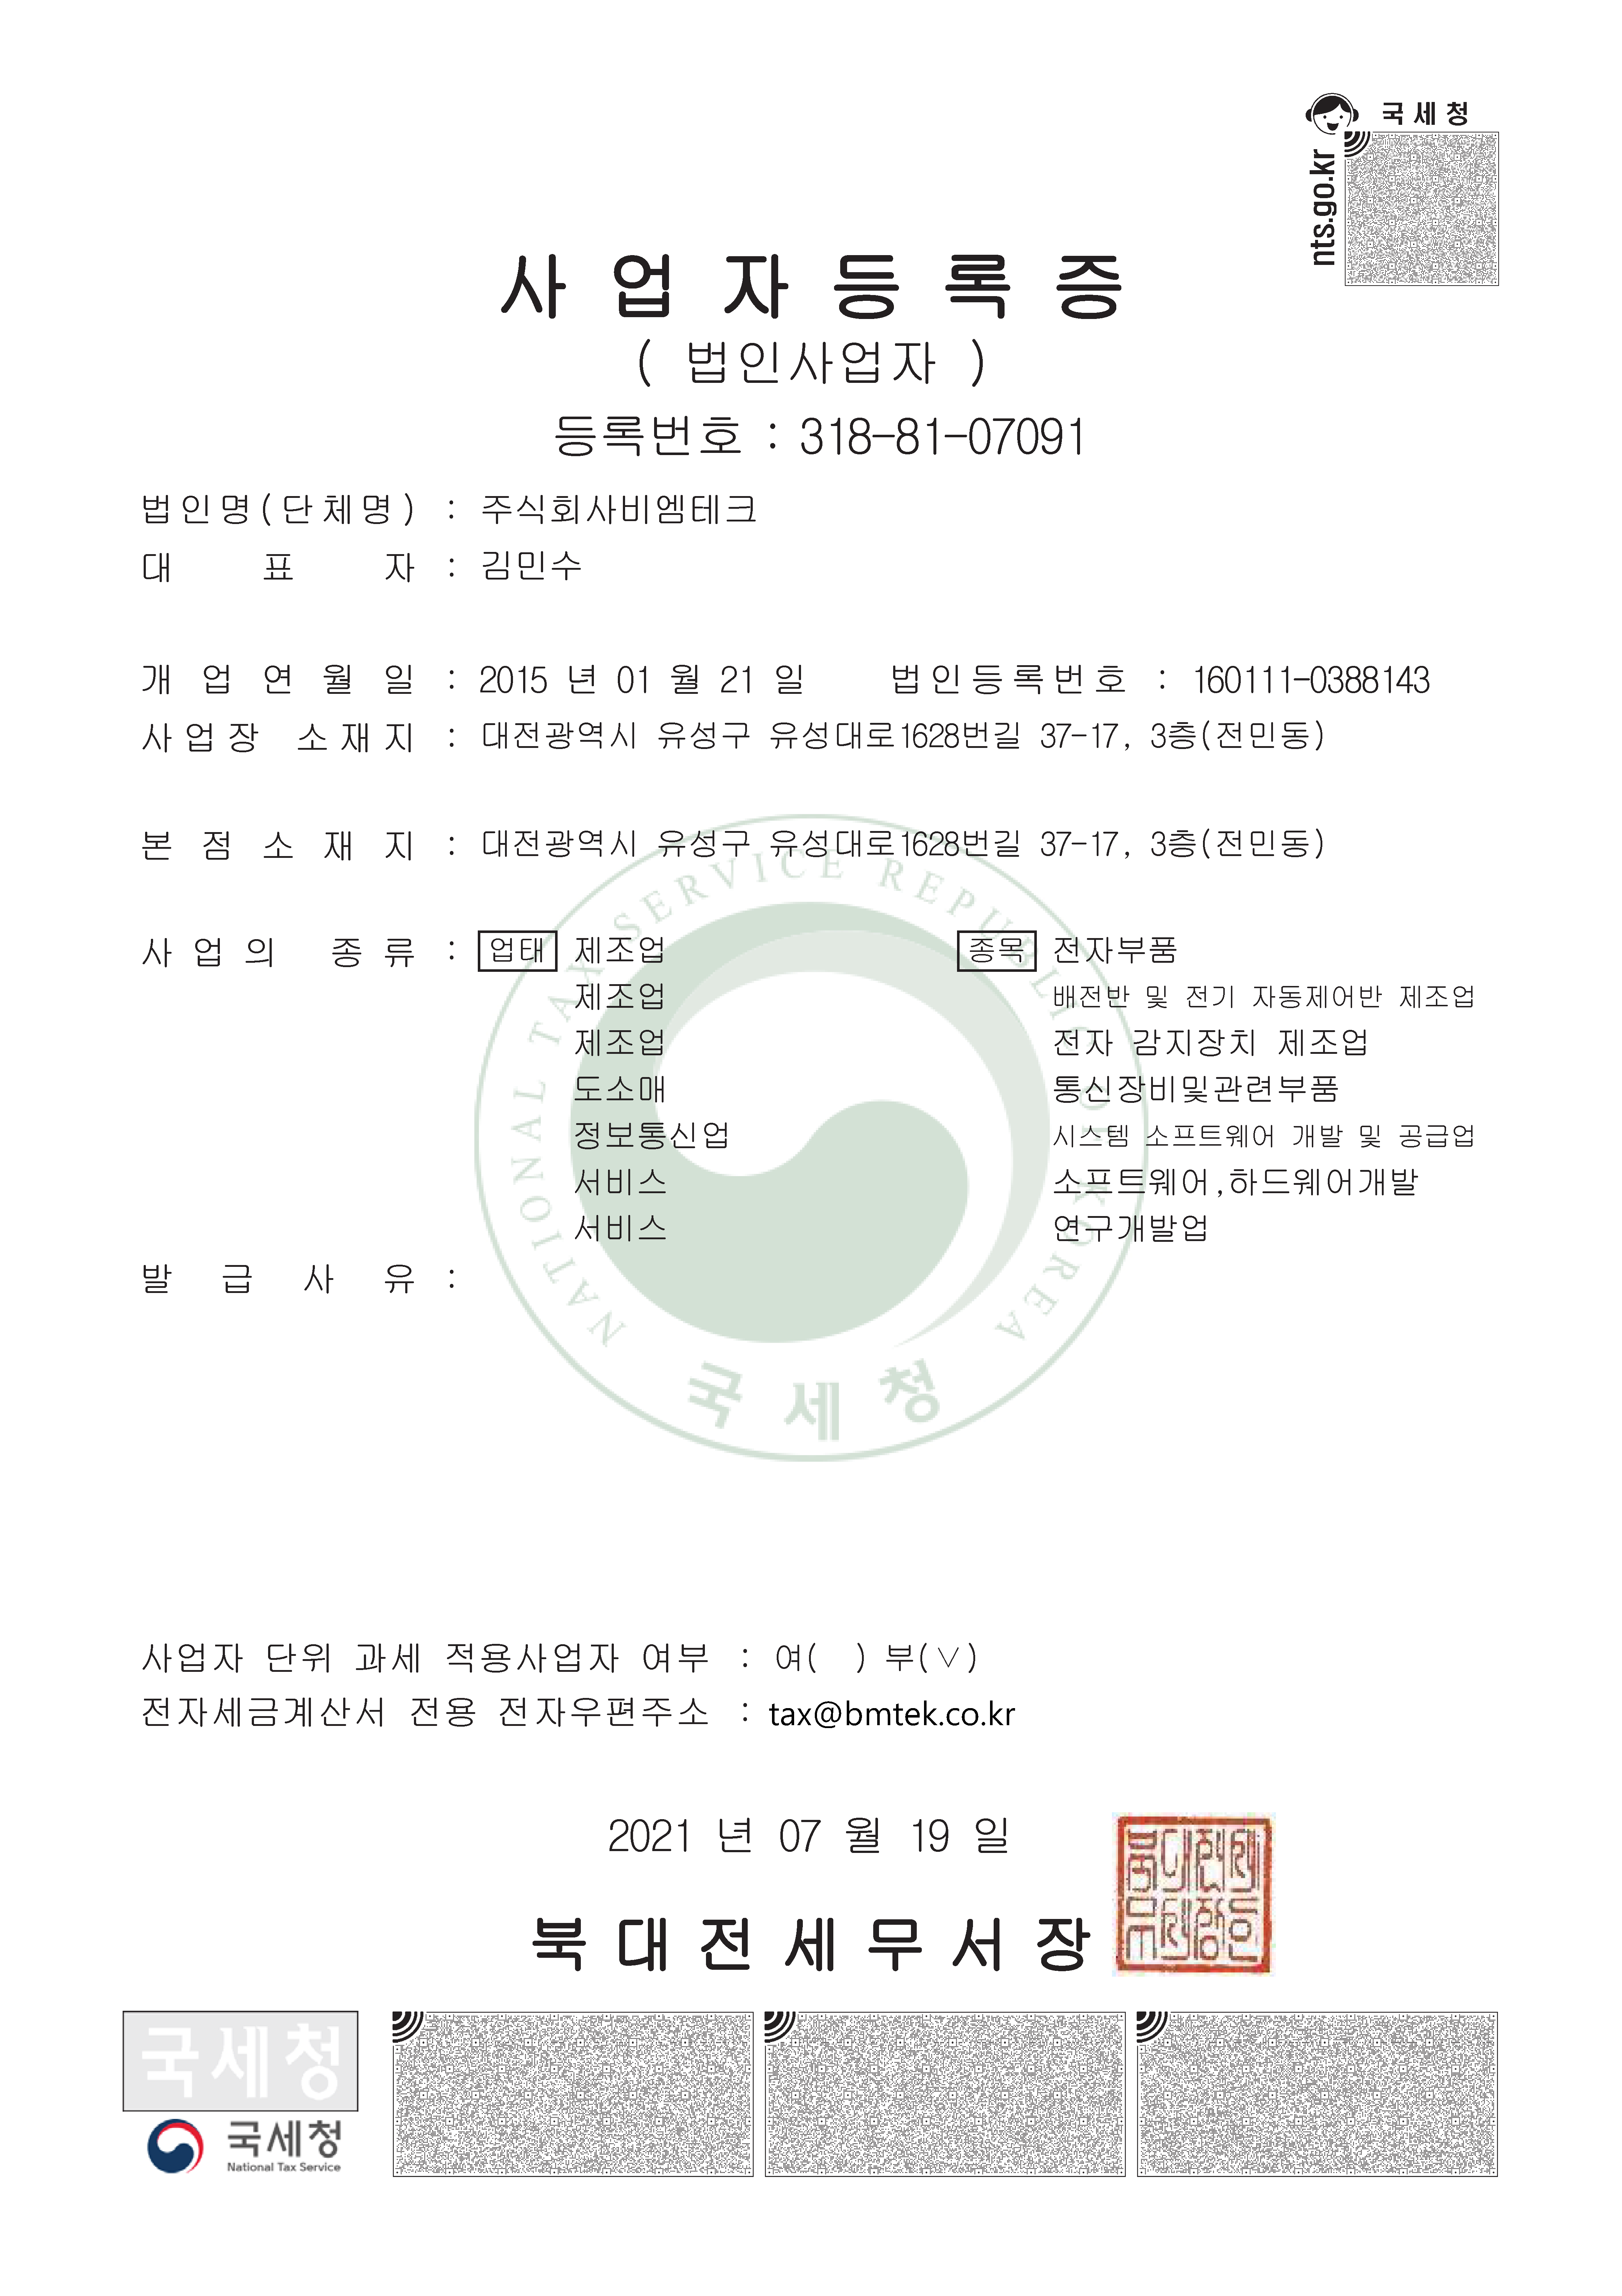 국세청
nts.go.kr
사업자등록증
( 법인사업자 )
등록번호 : 318-81-07091
법인명(단체명) : 주식회사비엠테크
대표자 : 김민수
개업연월일 : 2015 년 01 월 21 일 법인등록번호 : 160111-0388143
사업장 소재지 : 대전광역시 유성구 유성대로1628번길 37-17, 3층(전민동)
본점소재지 : 대전광역시 유성구 유성대로1628번길 37-17, 3층(전민동)
사업의 종류 : 업태 제조업 종목 전자부품
제조업 배전반 및 전기 자동제어반 제조업
제조업 전자 감지장치 제조업
도소매 통신장비및관련부품
정보통신업 시스템 소프트웨어 개발 및 공급업
서비스 소프트웨어,하드웨어개발
서비스 연구개발업
발급사유 :
NATIONAL TAX SERVICE REPUBLIC OF KOREA
국세청
사업자 단위 과세 적용사업자 여부 : 여( ) 부(∨)
전자세금계산서 전용 전자우편주소 : tax@bmtek.co.kr
2021 년 07 월 19 일
북대전세무서장
국세청
국세청
National Tax Service